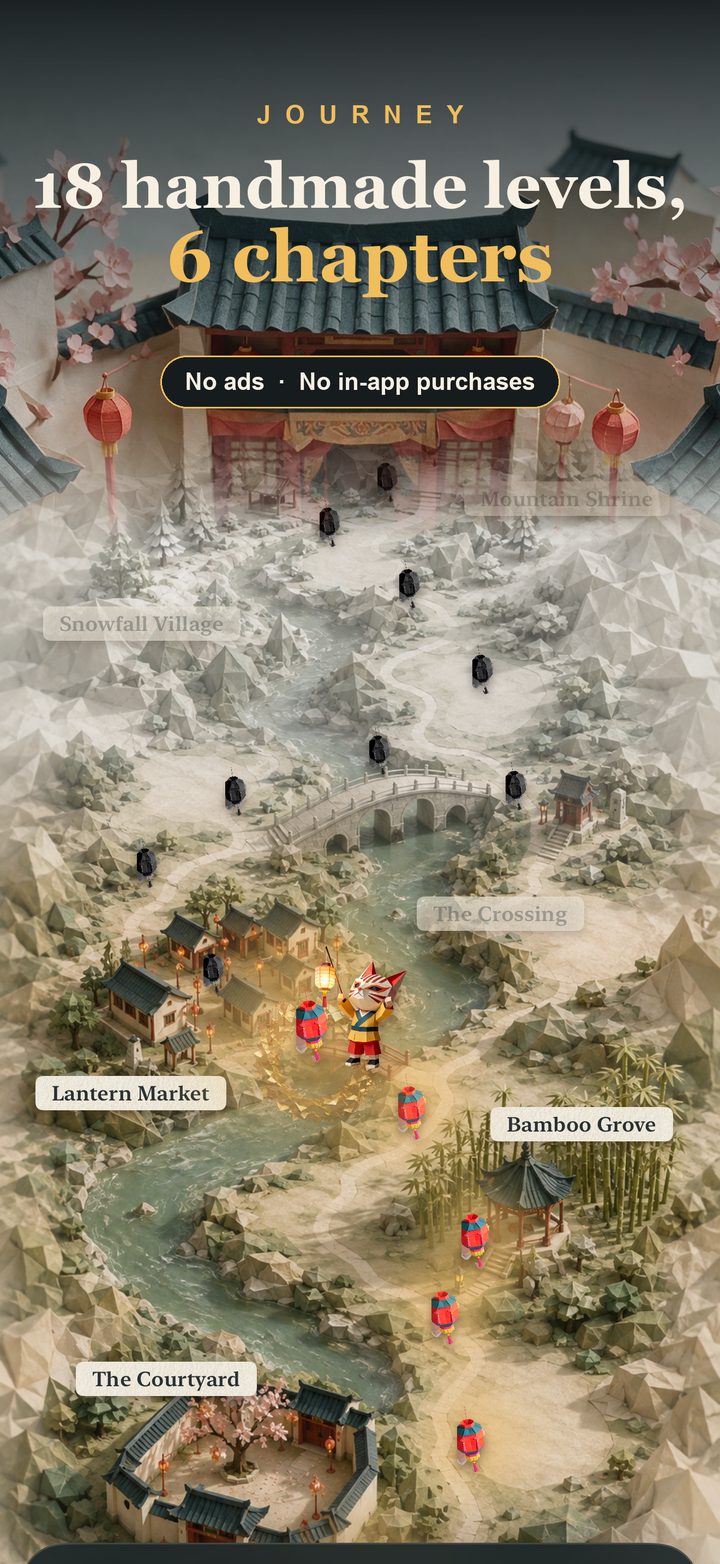 JOURNEY
18 handmade levels,
6 chapters
No ads · No in-app purchases
Mountain Shrine
Snowfall Village
The Crossing
Lantern Market
Bamboo Grove
The Courtyard